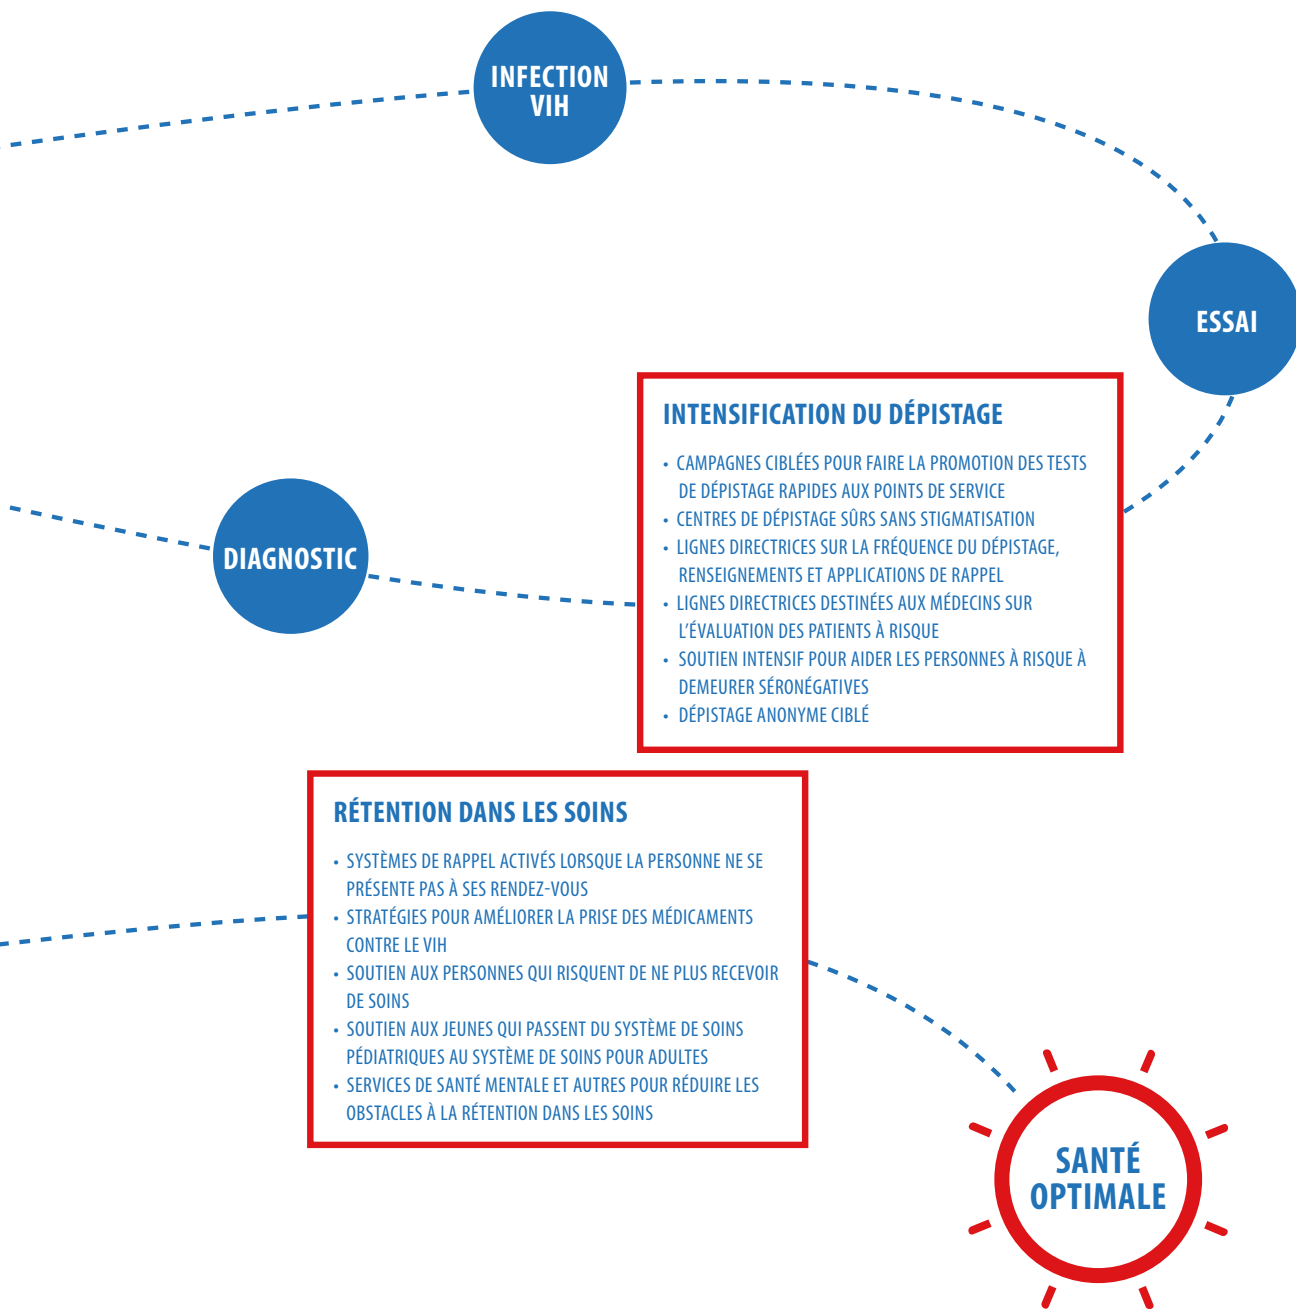 INFECTION
VIH
ESSAI
INTENSIFICATION DU DÉPISTAGE
• CAMPAGNES CIBLÉES POUR FAIRE LA PROMOTION DES TESTS
DE DÉPISTAGE RAPIDES AUX POINTS DE SERVICE
• CENTRES DE DÉPISTAGE SÛRS SANS STIGMATISATION
• LIGNES DIRECTRICES SUR LA FRÉQUENCE DU DÉPISTAGE,
RENSEIGNEMENTS ET APPLICATIONS DE RAPPEL
• LIGNES DIRECTRICES DESTINÉES AUX MÉDECINS SUR
L'ÉVALUATION DES PATIENTS À RISQUE
• SOUTIEN INTENSIF POUR AIDER LES PERSONNES À RISQUE À
DEMEURER SÉRONÉGATIVES
• DÉPISTAGE ANONYME CIBLÉ
DIAGNOSTIC
RÉTENTION DANS LES SOINS
• SYSTÈMES DE RAPPEL ACTIVÉS LORSQUE LA PERSONNE NE SE
PRÉSENTE PAS À SES RENDEZ-VOUS
• STRATÉGIES POUR AMÉLIORER LA PRISE DES MÉDICAMENTS
CONTRE LE VIH
• SOUTIEN AUX PERSONNES QUI RISQUENT DE NE PLUS RECEVOIR
DE SOINS
• SOUTIEN AUX JEUNES QUI PASSENT DU SYSTÈME DE SOINS
PÉDIATRIQUES AU SYSTÈME DE SOINS POUR ADULTES
• SERVICES DE SANTÉ MENTALE ET AUTRES POUR RÉDUIRE LES
OBSTACLES À LA RÉTENTION DANS LES SOINS
SANTÉ
OPTIMALE